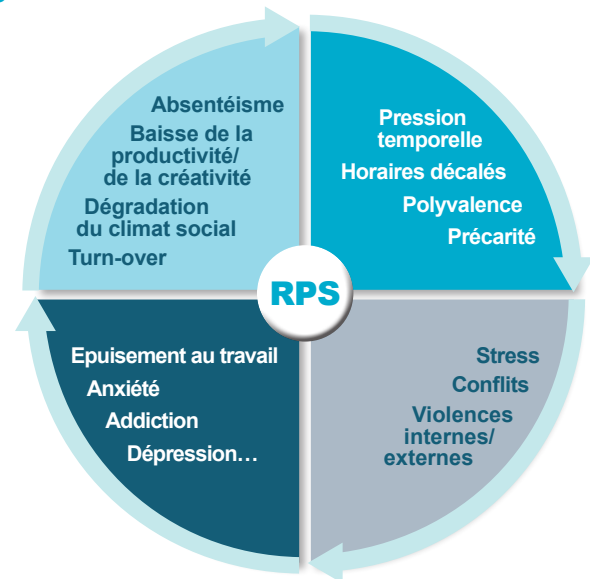 Absentéisme
Baisse de la
productivité/
de la créativité
Dégradation
du climat social
Turn-over
Pression
temporelle
Horaires décalés
Polyvalence
Précarité
RPS
Epuisement au travail
Anxiété
Addiction
Dépression…
Stress
Conflits
Violences
internes/
externes